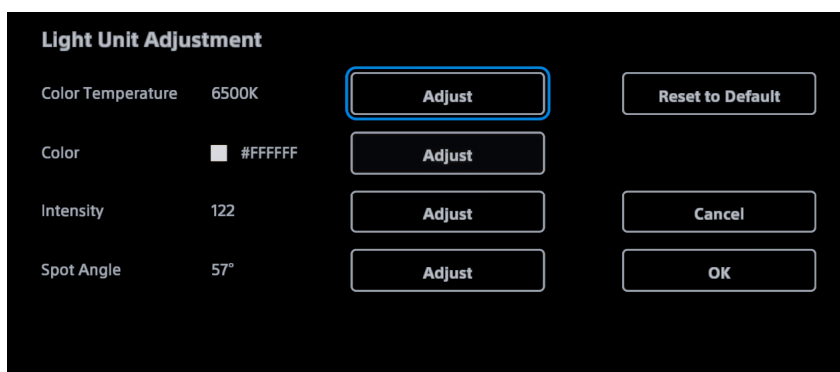 Light Unit Adjustment
Color Temperature 6500K Adjust Reset to Default
Color #FFFFFF Adjust
Intensity 122 Adjust Cancel
Spot Angle 57° Adjust OK